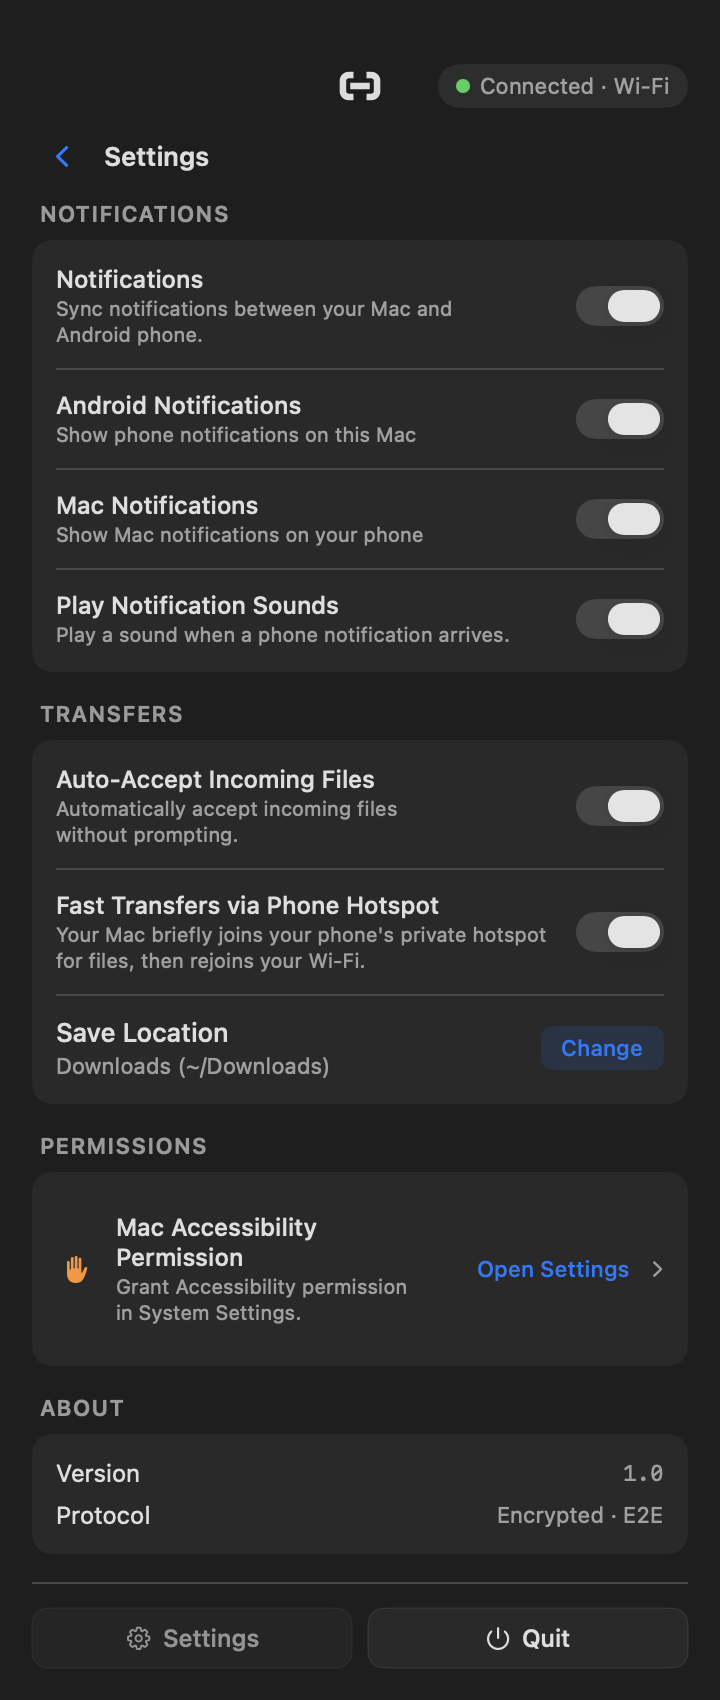 Connected · Wi-Fi
Settings
NOTIFICATIONS
Notifications
Sync notifications between your Mac and
Android phone.
Android Notifications
Show phone notifications on this Mac
Mac Notifications
Show Mac notifications on your phone
Play Notification Sounds
Play a sound when a phone notification arrives.
TRANSFERS
Auto-Accept Incoming Files
Automatically accept incoming files
without prompting.
Fast Transfers via Phone Hotspot
Your Mac briefly joins your phone's private hotspot
for files, then rejoins your Wi-Fi.
Save Location
Downloads (~/Downloads)
Change
PERMISSIONS
Mac Accessibility
Permission
Grant Accessibility permission
in System Settings.
Open Settings
ABOUT
Version
1.0
Protocol
Encrypted · E2E
Settings
Quit